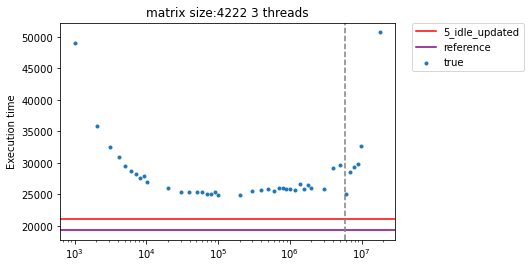 matrix size:4222 3 threads
5_idle_updated
reference
true
Execution time
50000
45000
40000
35000
30000
25000
20000
10³
10⁴
10⁵
10⁶
10⁷